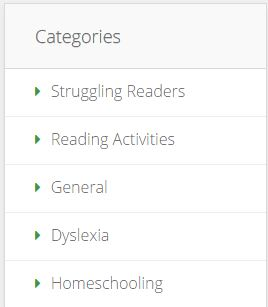 Categories
Struggling Readers
Reading Activities
General
Dyslexia
Homeschooling